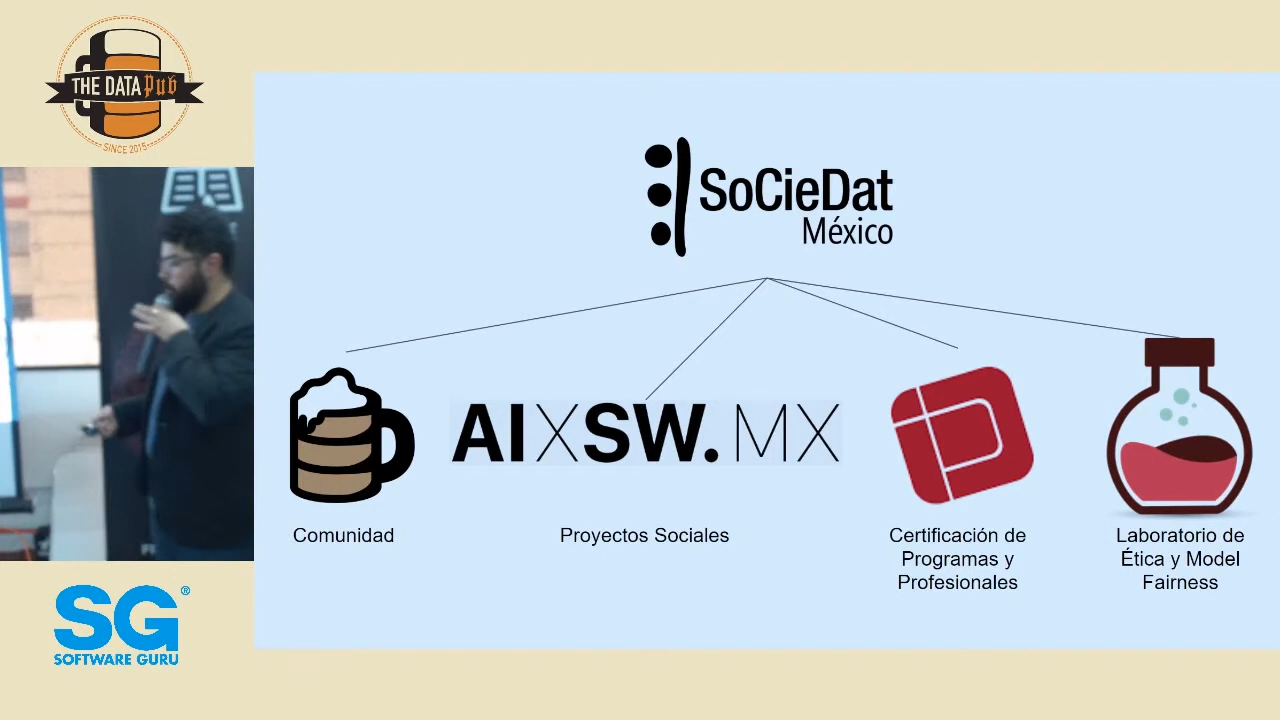 THE DATA Pub
SINCE 2015
SoCieDat
México
AIXSW.MX
Comunidad
Proyectos Sociales
Certificación de
Programas y
Profesionales
Laboratorio de
Ética y Model
Fairness
SG®
SOFTWARE GURU